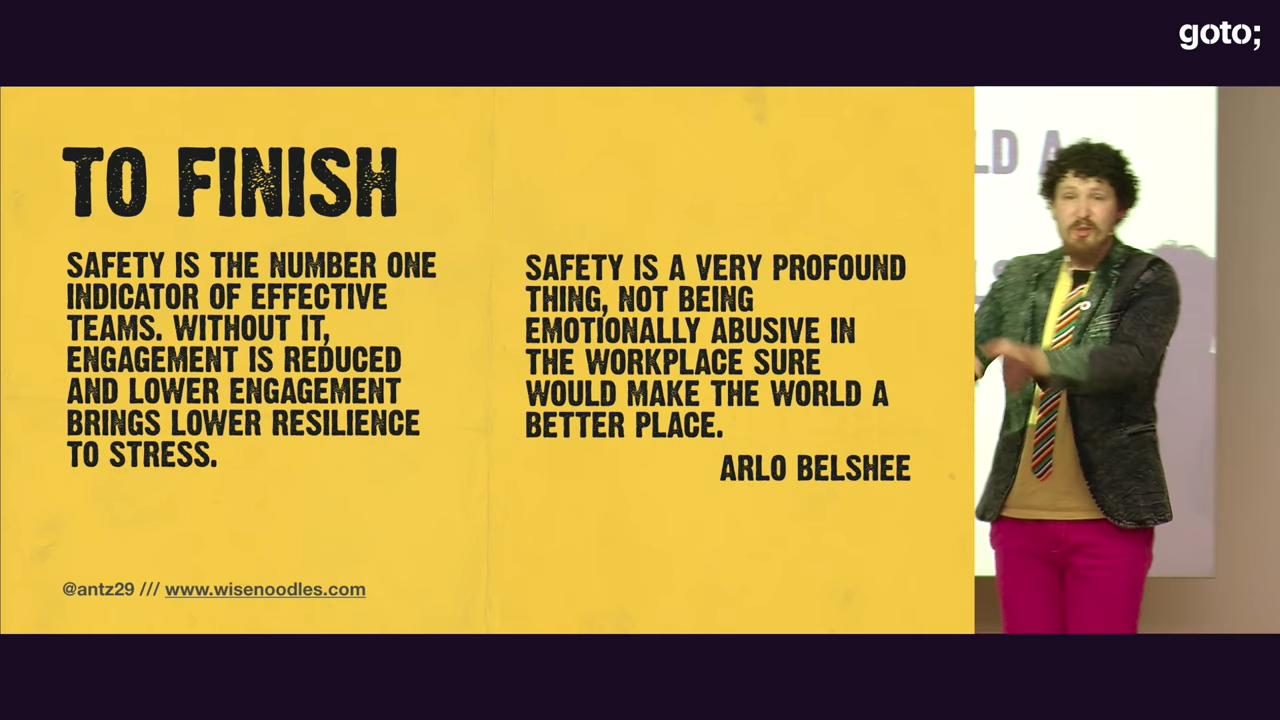 goto;
TO FINISH
SAFETY IS THE NUMBER ONE
INDICATOR OF EFFECTIVE
TEAMS. WITHOUT IT,
ENGAGEMENT IS REDUCED
AND LOWER ENGAGEMENT
BRINGS LOWER RESILIENCE
TO STRESS.
SAFETY IS A VERY PROFOUND
THING, NOT BEING
EMOTIONALLY ABUSIVE IN
THE WORKPLACE SURE
WOULD MAKE THE WORLD A
BETTER PLACE.
ARLO BELSHEE
@antz29 /// www.wisenoodles.com
LD A